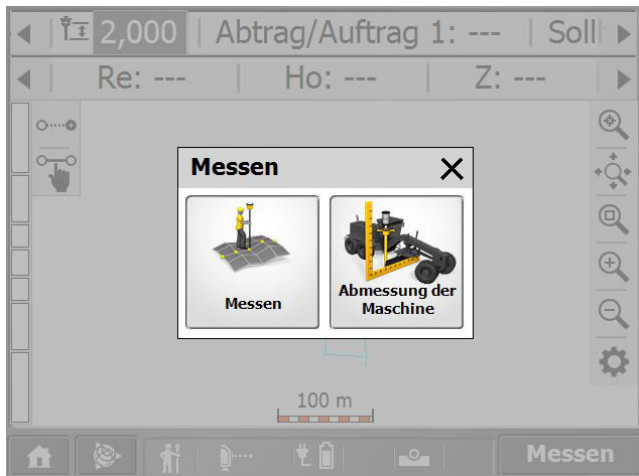 2,000 Abtrag/Auftrag 1: --- Soll
Re: --- Ho: --- Z: ---
Messen
Messen
Abmessung der
Maschine
100 m
Messen